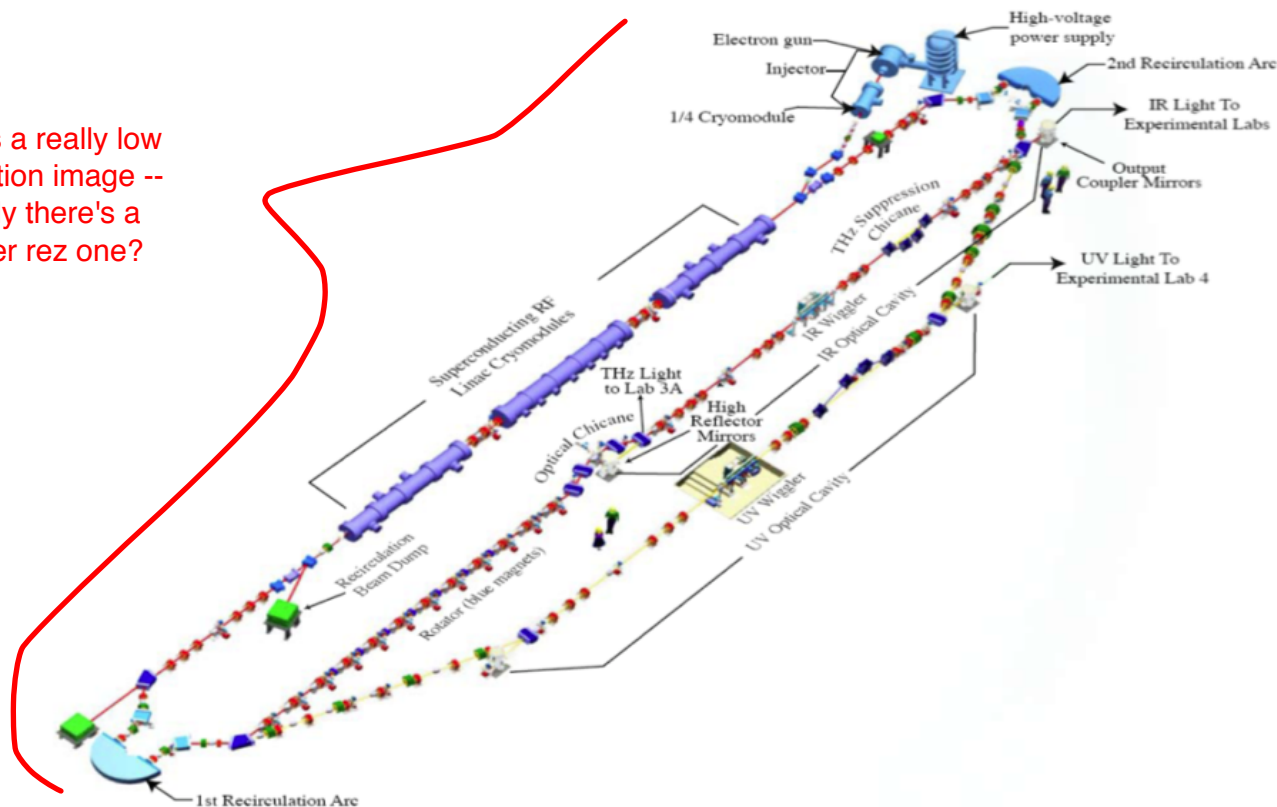 High-voltage
power supply
Electron gun
Injector
2nd Recirculation Arc
1/4 Cryomodule
IR Light To
Experimental Labs
s a really low
tion image --
y there's a
er rez one?
Output
Coupler Mirrors
THz Suppression
Chicane
UV Light To
Experimental Lab 4
Superconducting RF
Linac Cryomodules
IR Wiggler
IR Optical Cavity
THz Light
to Lab 3A
High
Reflector
Mirrors
Optical Chicane
UV Wiggler
UV Optical Cavity
Recirculation
Beam Dump
Rotator (blue magnets)
1st Recirculation Arc